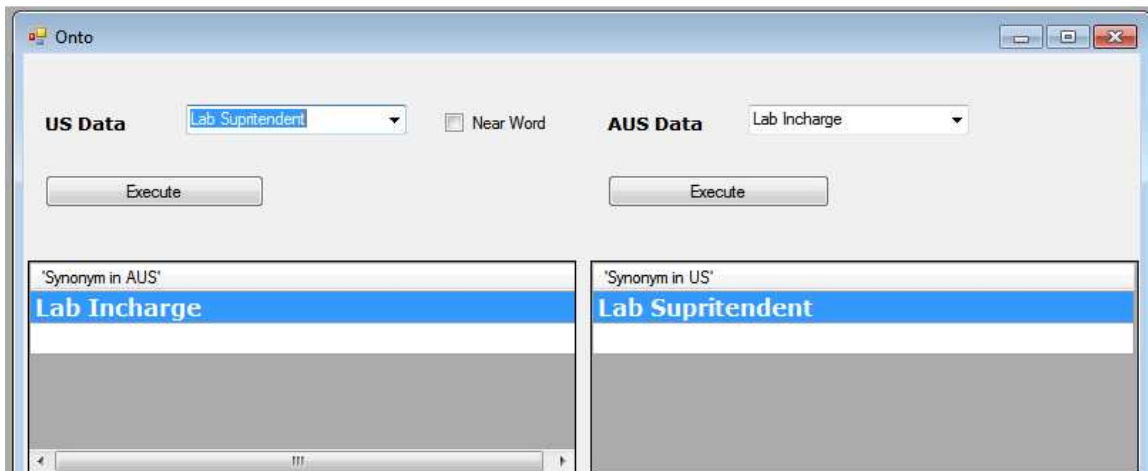 Onto
US Data Lab Supritendent Near Word AUS Data Lab Incharge
Execute Execute
'Synonym in AUS' 'Synonym in US'
Lab Incharge Lab Supritendent